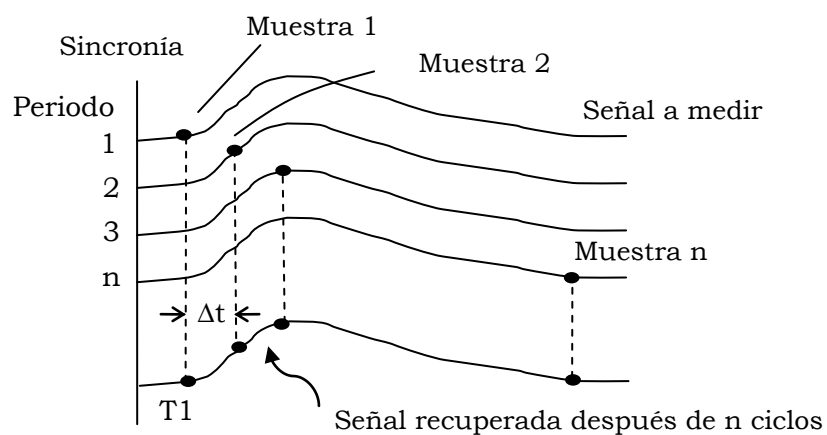 Muestra 1
Sincronía
Muestra 2
Periodo
Señal a medir
1
2
3
Muestra n
n
Δt
T1
Señal recuperada después de n ciclos